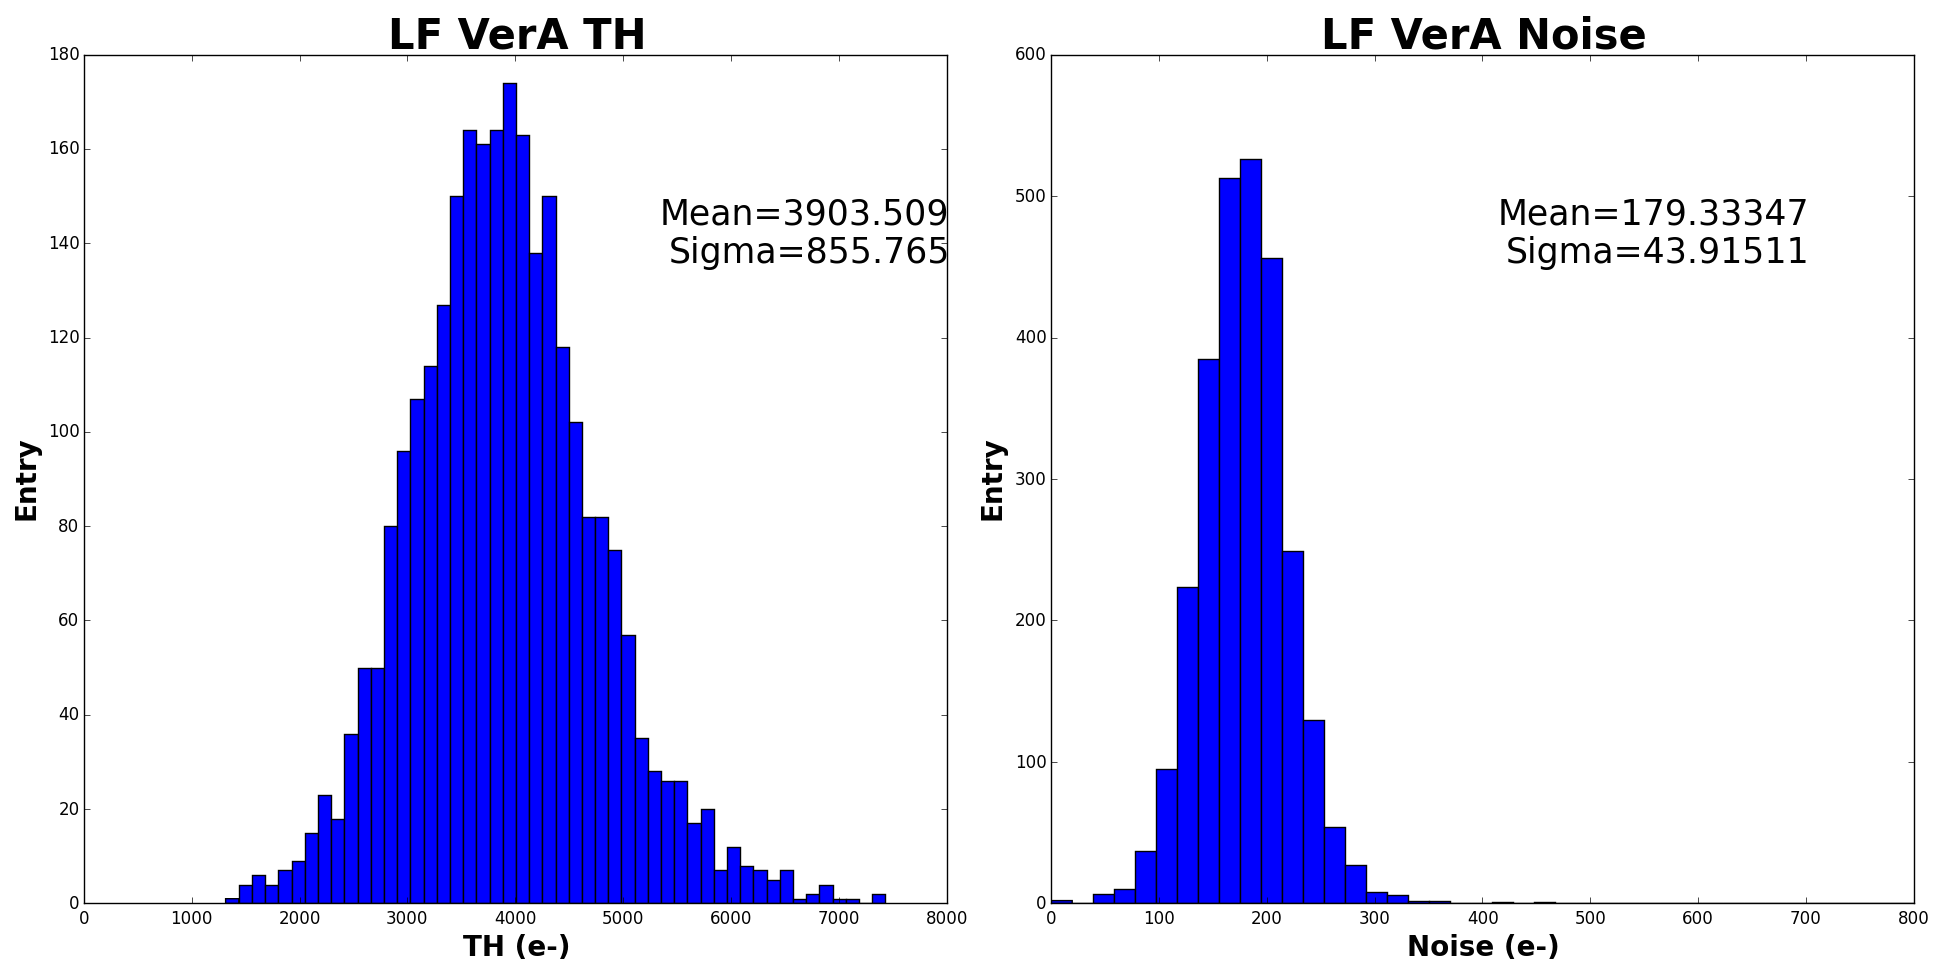 LF VerA TH
180
160
140
120
100
80
60
40
20
0
Entry
Mean=3903.509
Sigma=855.765
0 1000 2000 3000 4000 5000 6000 7000 8000
TH (e-)
LF VerA Noise
600
500
400
300
200
100
0
Entry
Mean=179.33347
Sigma=43.91511
0 100 200 300 400 500 600 700 800
Noise (e-)